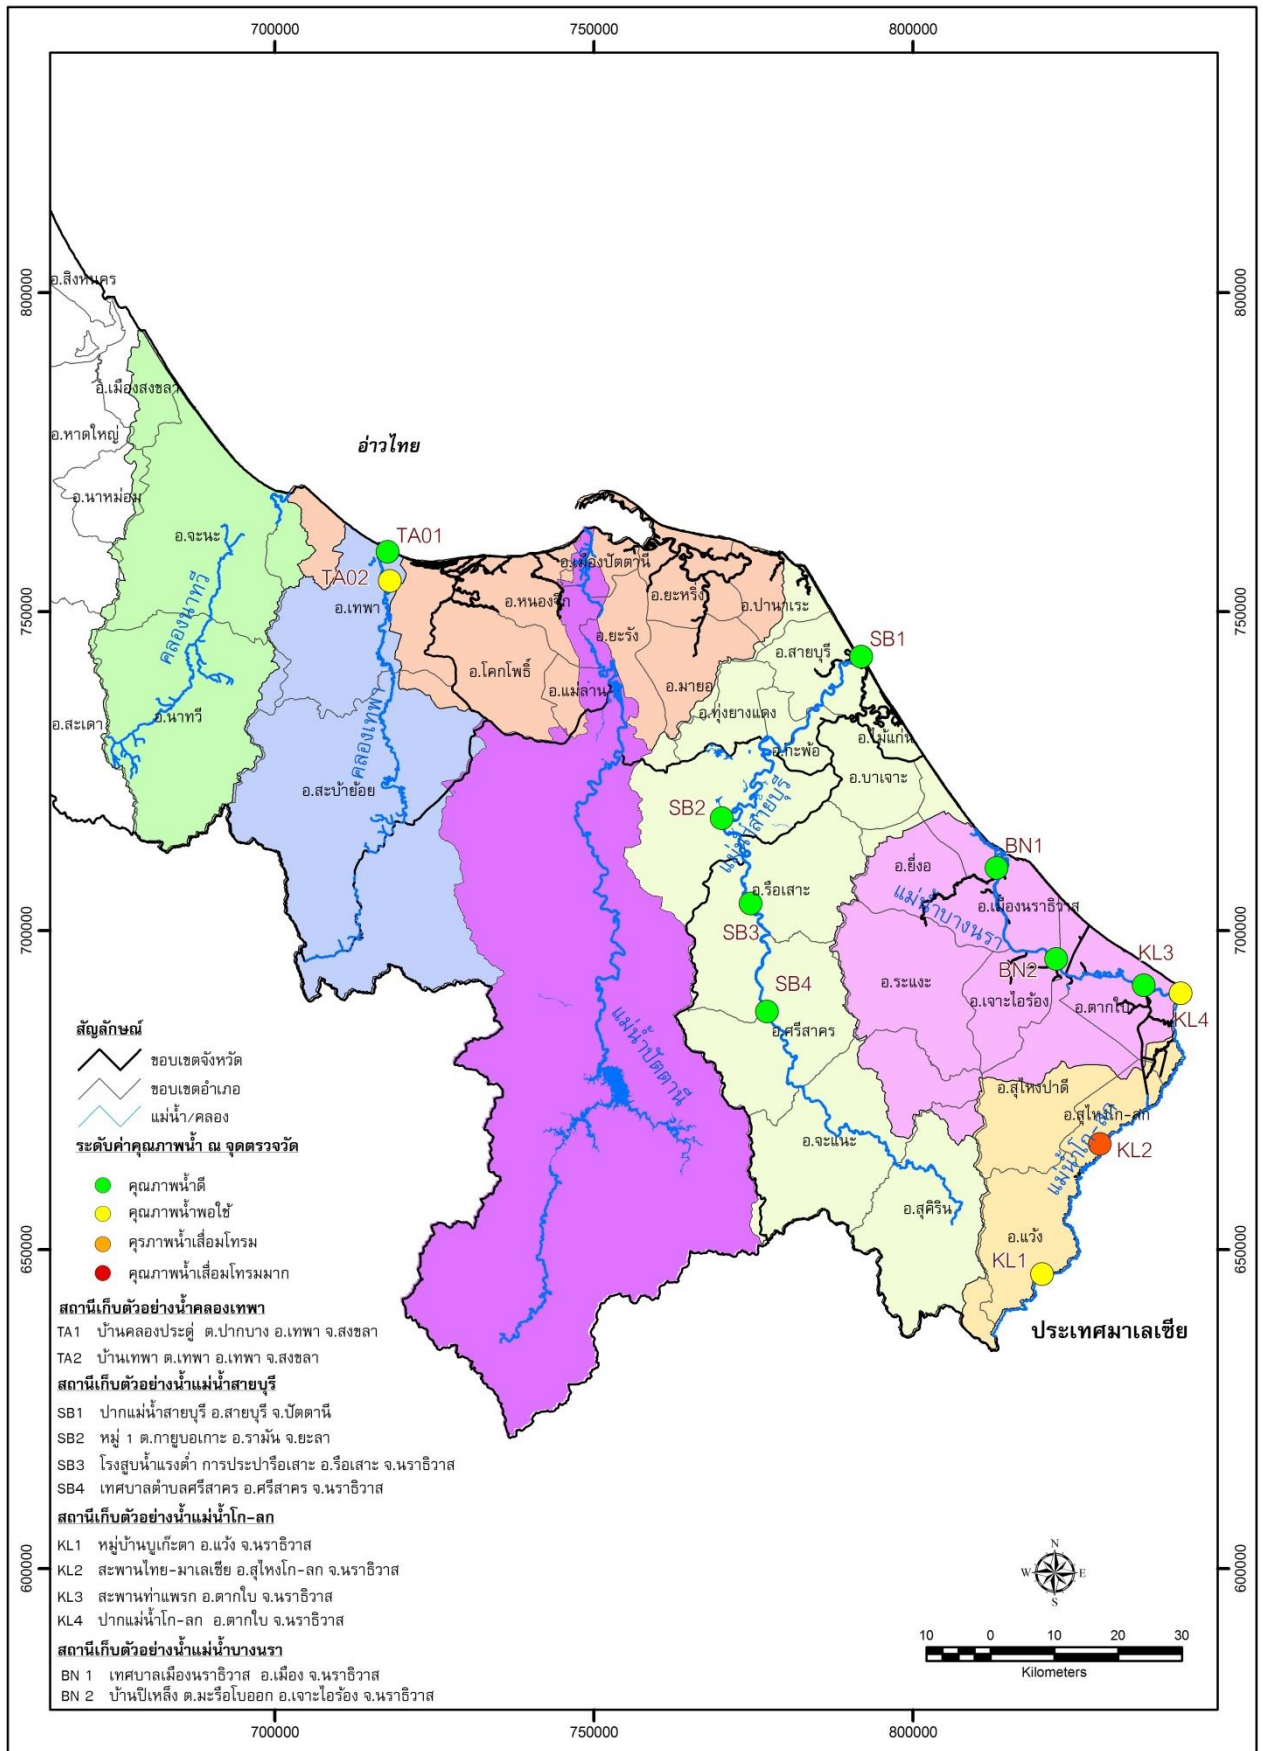 700000
750000
800000
800000
800000
อ.สิงหนคร
อ.เมืองสงขลา
อ.หาดใหญ่
อ่าวไทย
อ.นาหม่อม
อ.จะนะ
TA01
อ.เมืองปัตตานี
TA02
อ.หนองจิก
อ.ยะหริ่ง
อ.เทพา
อ.ปานาเระ
750000
750000
คลองนาทวี
อ.ยะรัง
SB1
อ.สายบุรี
อ.โคกโพธิ์
อ.แม่ลาน
อ.มายอ
อ.ทุ่งยางแดง
อ.สะเดา
อ.นาทวี
คลองเทพา
อ.กะพ้อ
อ.ไม้แก่น
อ.บาเจาะ
อ.สะบ้าย้อย
SB2
แม่น้ำสายบุรี
BN1
อ.ยี่งอ
อ.รือเสาะ
แม่น้ำบางนรา
อ.เมืองนราธิวาส
700000
700000
SB3
BN2
KL3
SB4
อ.ระแงะ
อ.เจาะไอร้อง
อ.ตากใบ
KL4
อ.ศรีสาคร
แม่น้ำปัตตานี
อ.สุไหงปาดี
อ.สุไหงโก-ลก
อ.จะแนะ
แม่น้ำโก-ลก
KL2
อ.สุคิริน
อ.แว้ง
KL1
650000
650000
ประเทศมาเลเซีย
สัญลักษณ์
ขอบเขตจังหวัด
ขอบเขตอำเภอ
แม่น้ำ/คลอง
ระดับค่าคุณภาพน้ำ ณ จุดตรวจวัด
คุณภาพน้ำดี
คุณภาพน้ำพอใช้
คุรภาพน้ำเสื่อมโทรม
คุณภาพน้ำเสื่อมโทรมมาก
สถานีเก็บตัวอย่างน้ำคลองเทพา
TA1 บ้านคลองประดู่ ต.ปากบาง อ.เทพา จ.สงขลา
TA2 บ้านเทพา ต.เทพา อ.เทพา จ.สงขลา
สถานีเก็บตัวอย่างน้ำแม่น้ำสายบุรี
SB1 ปากแม่น้ำสายบุรี อ.สายบุรี จ.ปัตตานี
SB2 หมู่ 1 ต.กายูบอเกาะ อ.รามัน จ.ยะลา
SB3 โรงสูบน้ำแรงต่ำ การประปารือเสาะ อ.รือเสาะ จ.นราธิวาส
SB4 เทศบาลตำบลศรีสาคร อ.ศรีสาคร จ.นราธิวาส
สถานีเก็บตัวอย่างน้ำแม่น้ำโก-ลก
KL1 หมู่บ้านบูเก๊ะตา อ.แว้ง จ.นราธิวาส
KL2 สะพานไทย-มาเลเซีย อ.สุไหงโก-ลก จ.นราธิวาส
KL3 สะพานท่าแพรก อ.ตากใบ จ.นราธิวาส
KL4 ปากแม่น้ำโก-ลก อ.ตากใบ จ.นราธิวาส
สถานีเก็บตัวอย่างน้ำแม่น้ำบางนรา
BN 1 เทศบาลเมืองนราธิวาส อ.เมือง จ.นราธิวาส
BN 2 บ้านปิเหล็ง ต.มะรือโบออก อ.เจาะไอร้อง จ.นราธิวาส
600000
600000
N
W
E
S
10 0 10 20 30
Kilometers
700000
750000
800000